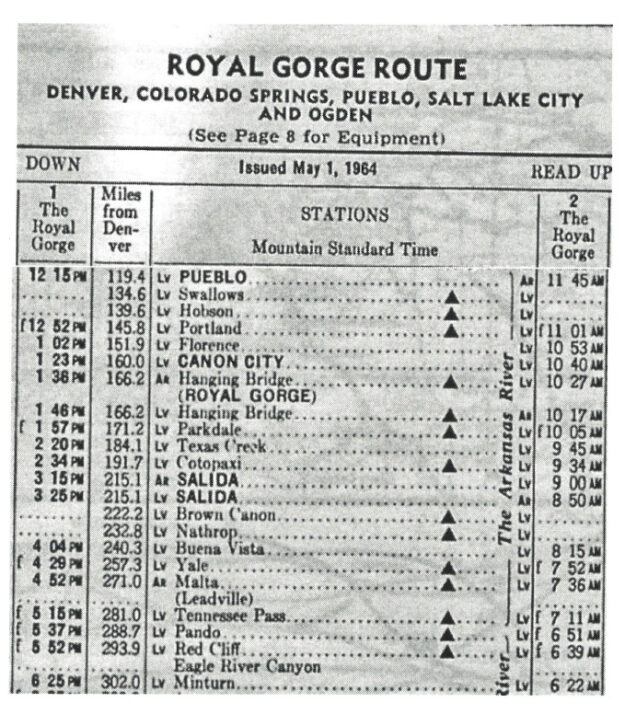 ROYAL GORGE ROUTE
DENVER, COLORADO SPRINGS, PUEBLO, SALT LAKE CITY
AND OGDEN
(See Page 8 for Equipment)
DOWN Issued May 1, 1964 READ UP
1 The Royal Gorge Miles from Den-ver STATIONS Mountain Standard Time 2 The Royal Gorge
12 15 PM 119.4 Lv PUEBLO Ar 11 45 AM
134.6 Lv Swallows ▲ Lv
139.6 Lv Hobson ▲ Lv
f12 52 PM 145.8 Lv Portland ▲ Lv f11 01 AM
1 02 PM 151.9 Lv Florence Lv 10 53 AM
1 23 PM 160.0 Lv CANON CITY Lv 10 40 AM
1 36 PM 166.2 Ar Hanging Bridge ▲ Lv 10 27 AM
(ROYAL GORGE)
1 46 PM 166.2 Lv Hanging Bridge ▲ Ar 10 17 AM
f 1 57 PM 171.2 Lv Parkdale ▲ Lv f10 05 AM
2 20 PM 184.1 Lv Texas Creek Lv 9 45 AM
2 34 PM 191.7 Lv Cotopaxi ▲ Lv 9 34 AM
3 15 PM 215.1 Ar SALIDA Lv 9 00 AM
3 25 PM 215.1 Lv SALIDA Ar 8 50 AM
222.2 Lv Brown Canon ▲ Lv
232.8 Lv Nathrop ▲ Lv
4 04 PM 240.3 Lv Buena Vista Lv 8 15 AM
f 4 29 PM 257.3 Lv Yale ▲ Lv f 7 52 AM
4 52 PM 271.0 Ar Malta ▲ Lv 7 36 AM
(Leadville)
f 5 15 PM 281.0 Lv Tennessee Pass ▲ Lv f 7 11 AM
f 5 37 PM 288.7 Lv Pando ▲ Lv f 6 51 AM
f 5 52 PM 293.9 Lv Red Cliff ▲ Lv f 6 39 AM
Eagle River Canyon
6 25 PM 302.0 Lv Minturn ▲ Lv 6 22 AM
The Arkansas River
River